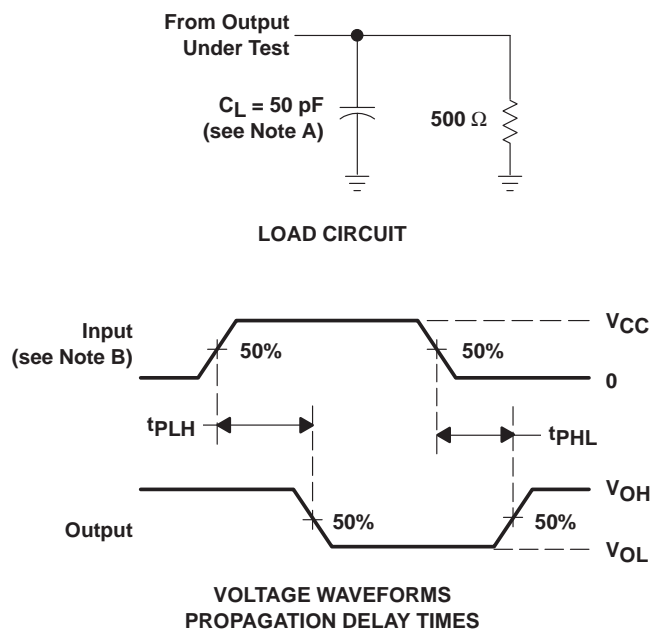 From Output
Under Test
CL = 50 pF
(see Note A)
500 Ω
LOAD CIRCUIT
Input
(see Note B)
50%
50%
VCC
0
tPLH
tPHL
Output
50%
50%
VOH
VOL
VOLTAGE WAVEFORMS
PROPAGATION DELAY TIMES